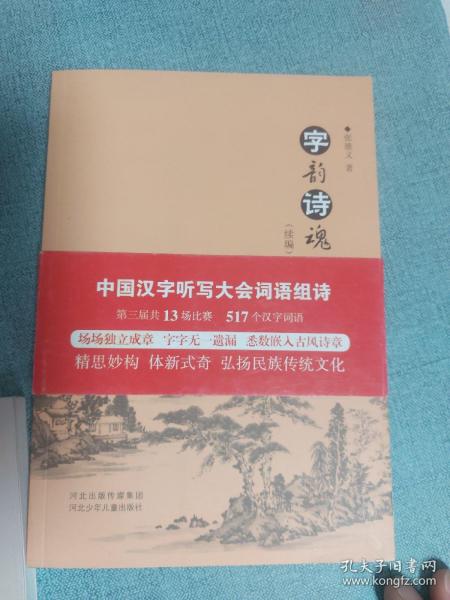 字韵诗魂
（续编）
◆张雅义 著
中国汉字听写大会词语组诗
第三届共13场比赛 517个汉字词语
场场独立成章 字字无一遗漏 悉数嵌入古风诗章
精思妙构 体新式奇 弘扬民族传统文化
河北出版传媒集团
河北少年儿童出版社
孔夫子旧书网
www.kongfz.com